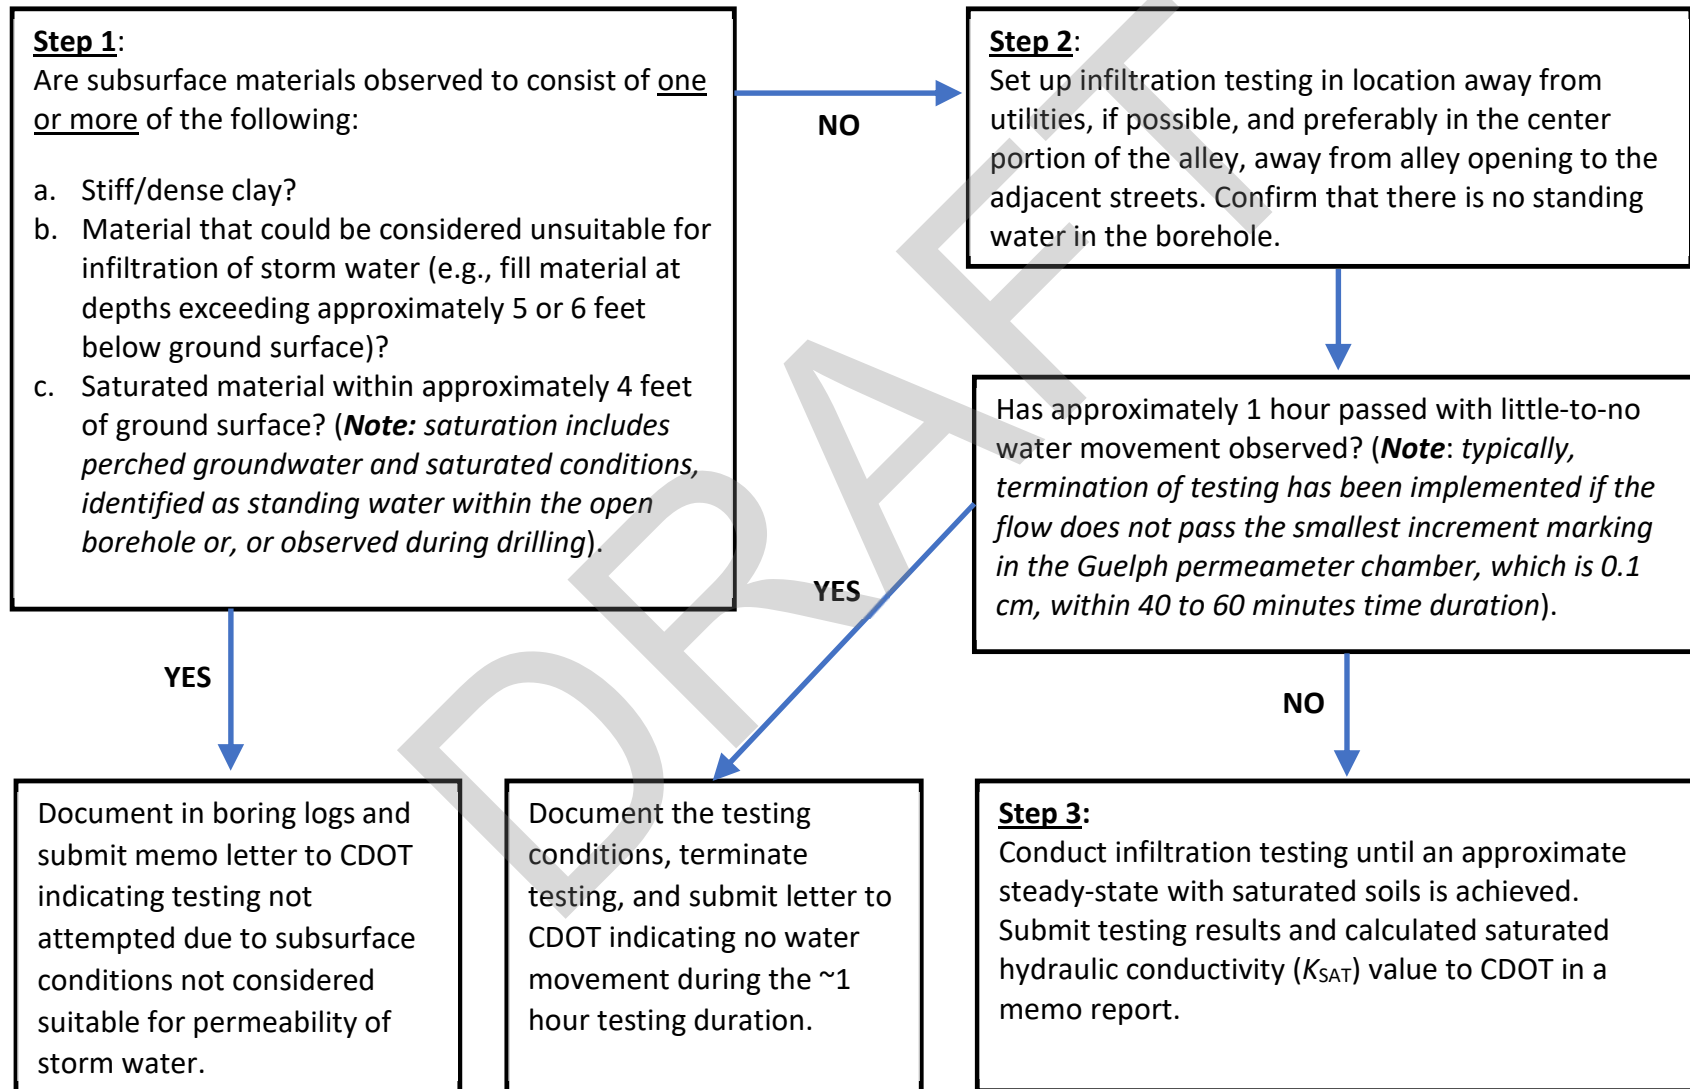 Step 1:
Are subsurface materials observed to consist of one
or more of the following:
a. Stiff/dense clay?
b. Material that could be considered unsuitable for
infiltration of storm water (e.g., fill material at
depths exceeding approximately 5 or 6 feet
below ground surface)?
c. Saturated material within approximately 4 feet
of ground surface? (Note: saturation includes
perched groundwater and saturated conditions,
identified as standing water within the open
borehole or, or observed during drilling).
NO
Step 2:
Set up infiltration testing in location away from
utilities, if possible, and preferably in the center
portion of the alley, away from alley opening to the
adjacent streets. Confirm that there is no standing
water in the borehole.
Has approximately 1 hour passed with little-to-no
water movement observed? (Note: typically,
termination of testing has been implemented if the
flow does not pass the smallest increment marking
in the Guelph permeameter chamber, which is 0.1
cm, within 40 to 60 minutes time duration).
YES
YES
NO
Document in boring logs and
submit memo letter to CDOT
indicating testing not
attempted due to subsurface
conditions not considered
suitable for permeability of
storm water.
Document the testing
conditions, terminate
testing, and submit letter to
CDOT indicating no water
movement during the ~1
hour testing duration.
Step 3:
Conduct infiltration testing until an approximate
steady-state with saturated soils is achieved.
Submit testing results and calculated saturated
hydraulic conductivity (KSAT) value to CDOT in a
memo report.
DRAFT